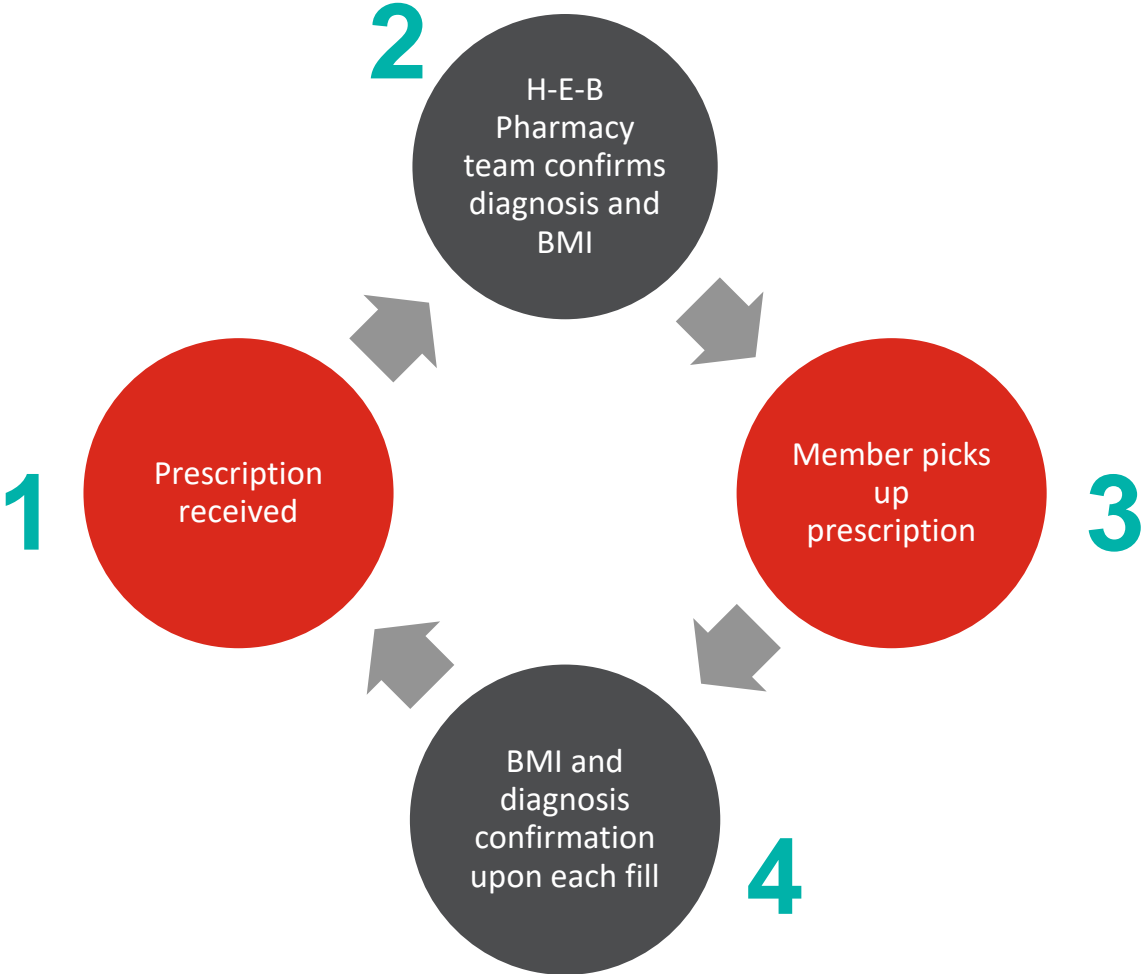 1
Prescription
received
2
H-E-B
Pharmacy
team confirms
diagnosis and
BMI
3
Member picks
up
prescription
4
BMI and
diagnosis
confirmation
upon each fill